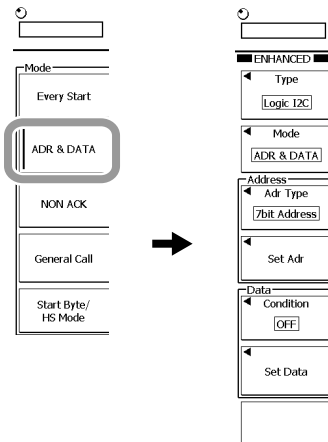 Mode
Every Start
ADR & DATA
NON ACK
General Call
Start Byte/
HS Mode
ENHANCED
Type
Logic I2C
Mode
ADR & DATA
Address
Adr Type
7bit Address
Set Adr
Data
Condition
OFF
Set Data